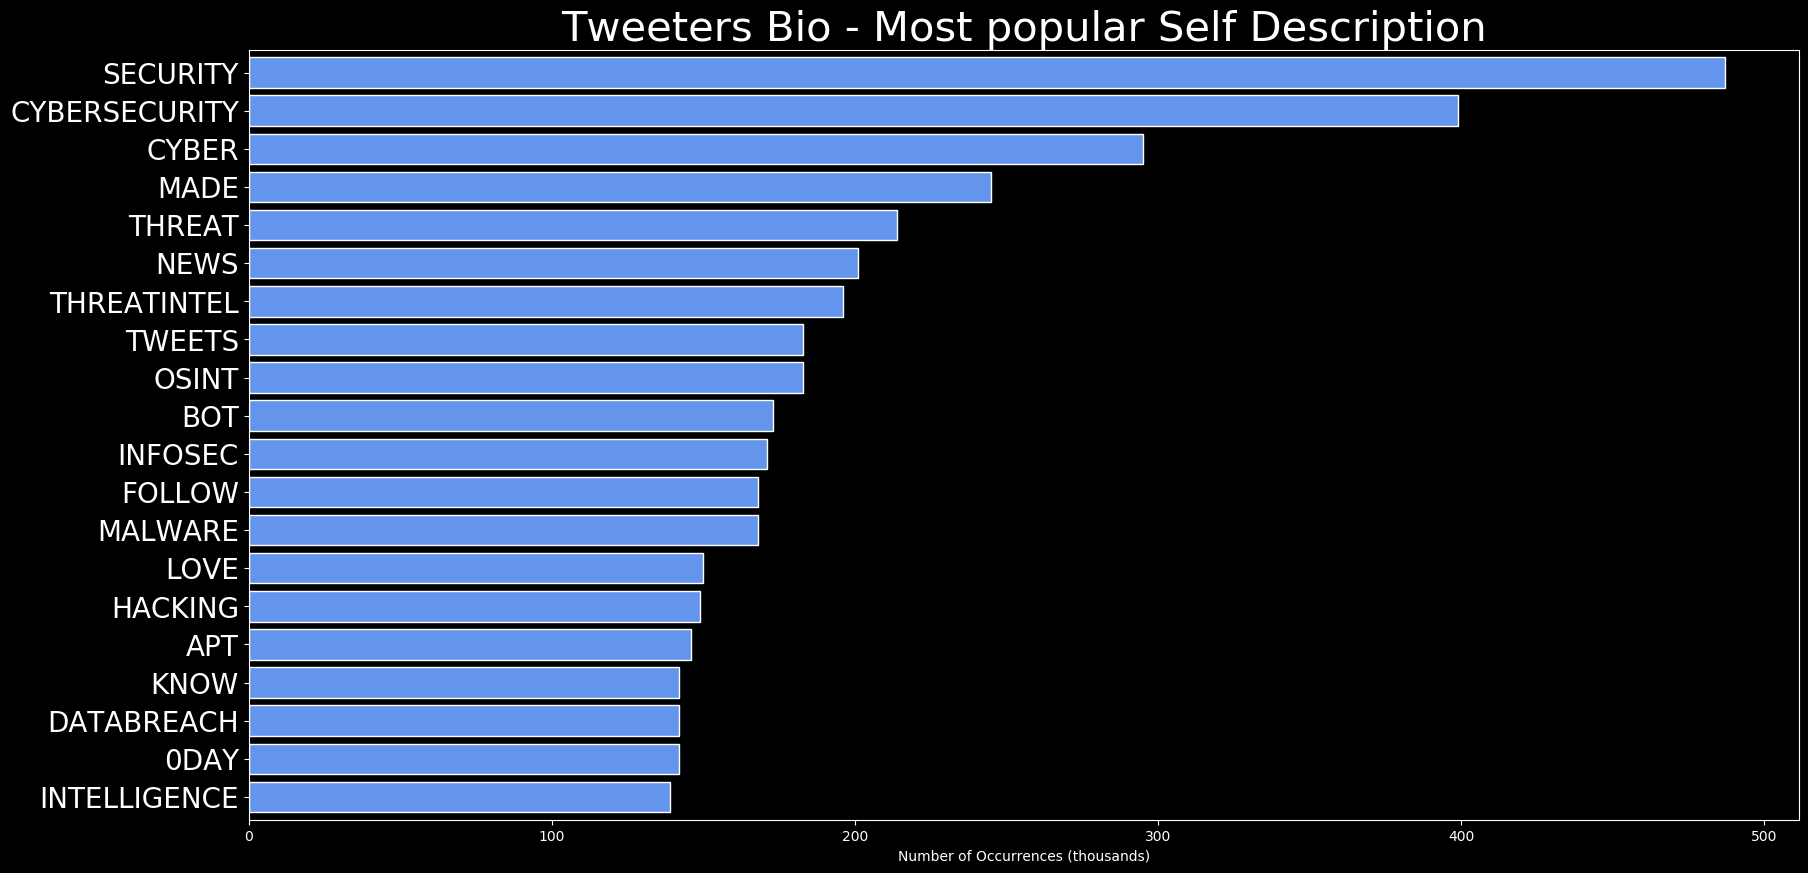 Tweeters Bio - Most popular Self Description
SECURITY
CYBERSECURITY
CYBER
MADE
THREAT
NEWS
THREATINTEL
TWEETS
OSINT
BOT
INFOSEC
FOLLOW
MALWARE
LOVE
HACKING
APT
KNOW
DATABREACH
0DAY
INTELLIGENCE
0 100 200 300 400 500
Number of Occurrences (thousands)